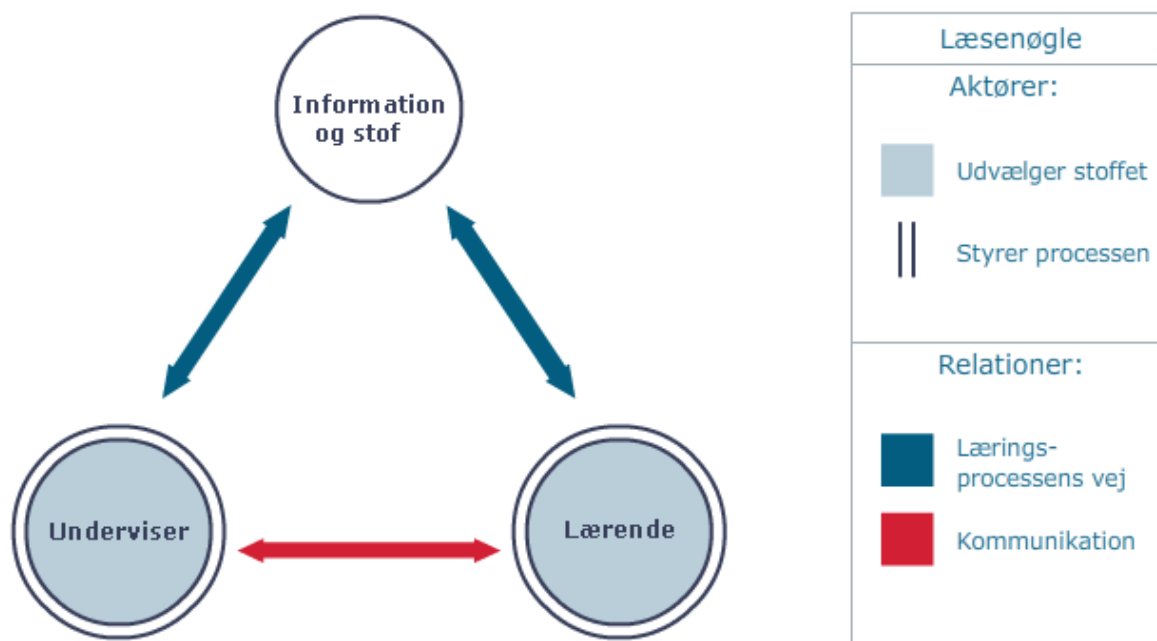 Information
og stof
Underviser
Lærende
Læsenøgle
Aktører:
Udvælger stoffet
Styrer processen
Relationer:
Lærings-
processens vej
Kommunikation